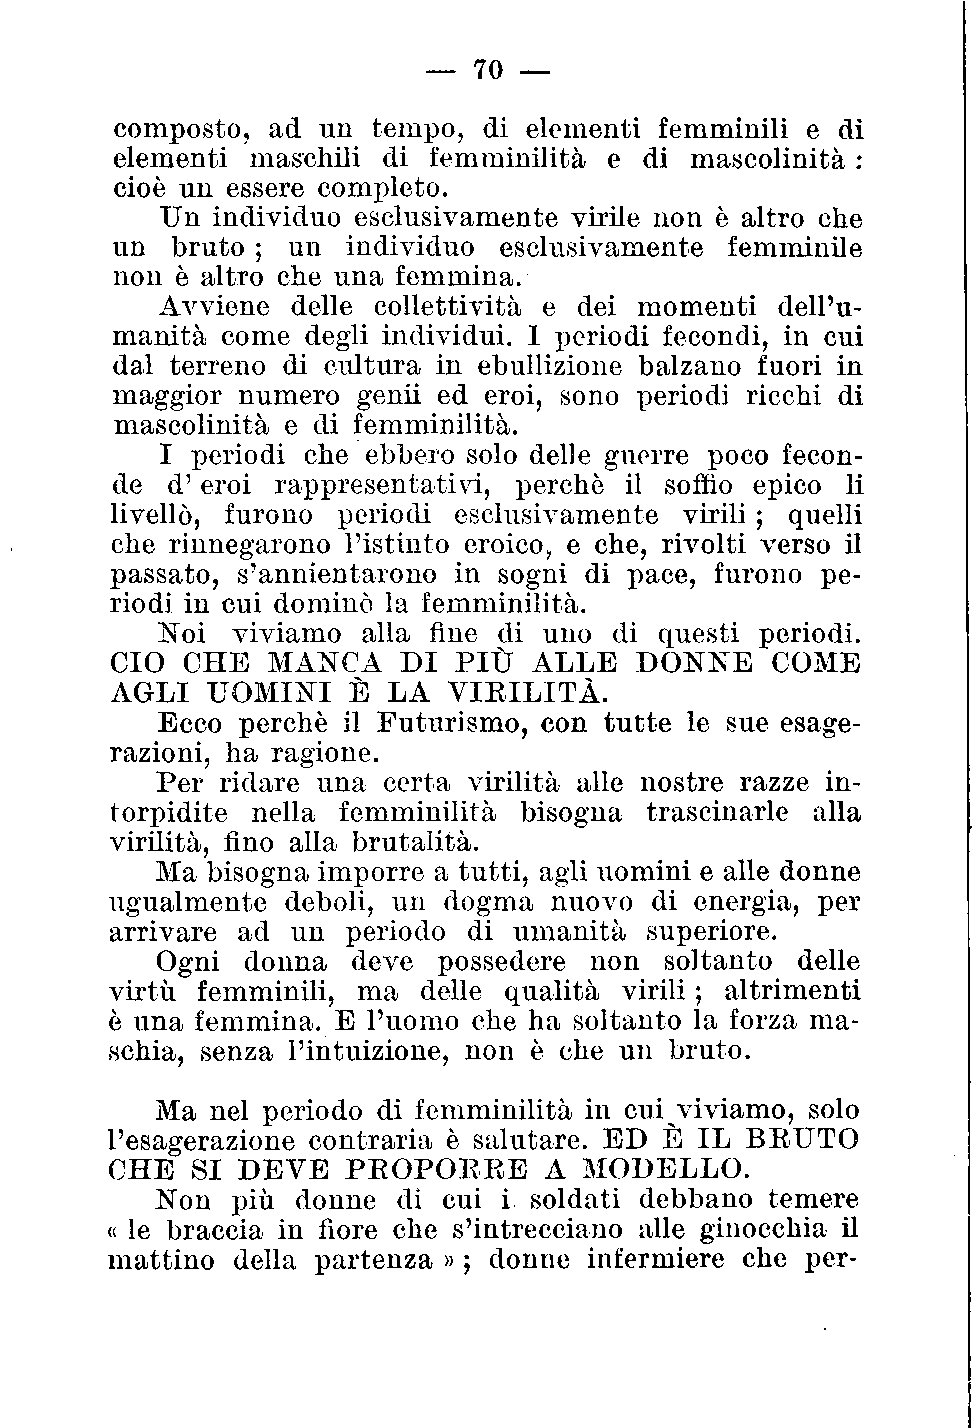 — 70 —
composto, ad un tempo, di elementi femminili e di
elementi maschili di femminilità e di mascolinità :
cioè un essere completo.
Un individuo esclusivamente virile non è altro che
un bruto ; un individuo esclusivamente femminile
non è altro che una femmina.
Avviene delle collettività e dei momenti dell'u-
manità come degli individui. I periodi fecondi, in cui
dal terreno di cultura in ebullizione balzano fuori in
maggior numero genii ed eroi, sono periodi ricchi di
mascolinità e di femminilità.
I periodi che ebbero solo delle guerre poco fecon-
de d' eroi rappresentativi, perchè il soffio epico li
livellò, furono periodi esclusivamente virili ; quelli
che rinnegarono l'istinto eroico, e che, rivolti verso il
passato, s'annientarono in sogni di pace, furono pe-
riodi in cui dominò la femminilità.
Noi viviamo alla fine di uno di questi periodi.
CIO CHE MANCA DI PIÙ ALLE DONNE COME
AGLI UOMINI È LA VIRILITÀ.
Ecco perchè il Futurismo, con tutte le sue esage-
razioni, ha ragione.
Per ridare una certa virilità alle nostre razze in-
torpidite nella femminilità bisogna trascinarle alla
virilità, fino alla brutalità.
Ma bisogna imporre a tutti, agli uomini e alle donne
ugualmente deboli, un dogma nuovo di energia, per
arrivare ad un periodo di umanità superiore.
Ogni donna deve possedere non soltanto delle
virtù femminili, ma delle qualità virili ; altrimenti
è una femmina. E l'uomo che ha soltanto la forza ma-
schia, senza l'intuizione, non è che un bruto.
Ma nel periodo di femminilità in cui viviamo, solo
l'esagerazione contraria è salutare. ED È IL BRUTO
CHE SI DEVE PROPORRE A MODELLO.
Non più donne di cui i soldati debbano temere
« le braccia in fiore che s'intrecciano alle ginocchia il
mattino della partenza » ; donne infermiere che per-